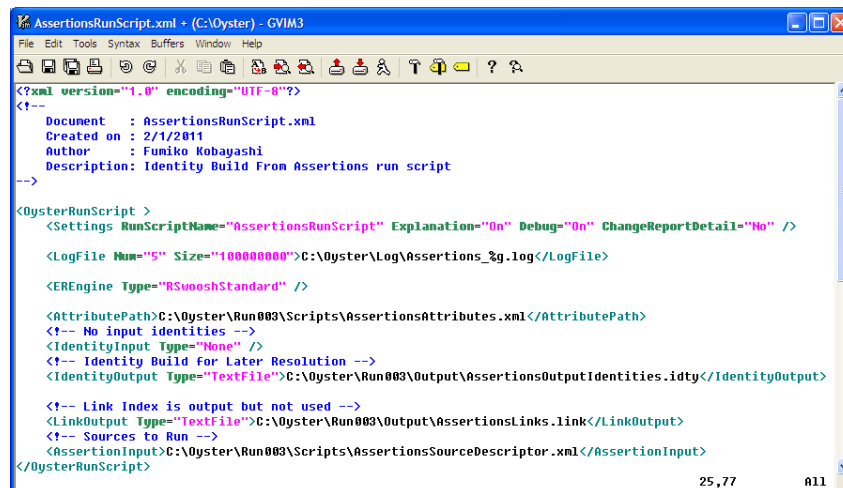 AssertionsRunScript.xml + (C:\Oyster) - GVIM3
File Edit Tools Syntax Buffers Window Help
<?xml version="1.0" encoding="UTF-8"?>
<!--
    Document   : AssertionsRunScript.xml
    Created on : 2/1/2011
    Author     : Fumiko Kobayashi
    Description: Identity Build From Assertions run script
-->
<OysterRunScript >
    <Settings RunScriptName="AssertionsRunScript" Explanation="On" Debug="On" ChangeReportDetail="No" />
    <LogFile Num="5" Size="100000000">C:\Oyster\Log\Assertions_%g.log</LogFile>
    <EREngine Type="RSwooshStandard" />
    <AttributePath>C:\Oyster\Run003\Scripts\AssertionsAttributes.xml</AttributePath>
    <!-- No input identities -->
    <IdentityInput Type="None" />
    <!-- Identity Build for Later Resolution -->
    <IdentityOutput Type="TextFile">C:\Oyster\Run003\Output\AssertionsOutputIdentities.idty</IdentityOutput>
    <!-- Link Index is output but not used -->
    <LinkOutput Type="TextFile">C:\Oyster\Run003\Output\AssertionsLinks.link</LinkOutput>
    <!-- Sources to Run -->
    <AssertionInput>C:\Oyster\Run003\Scripts\AssertionsSourceDescriptor.xml</AssertionInput>
</OysterRunScript>
25,77 All